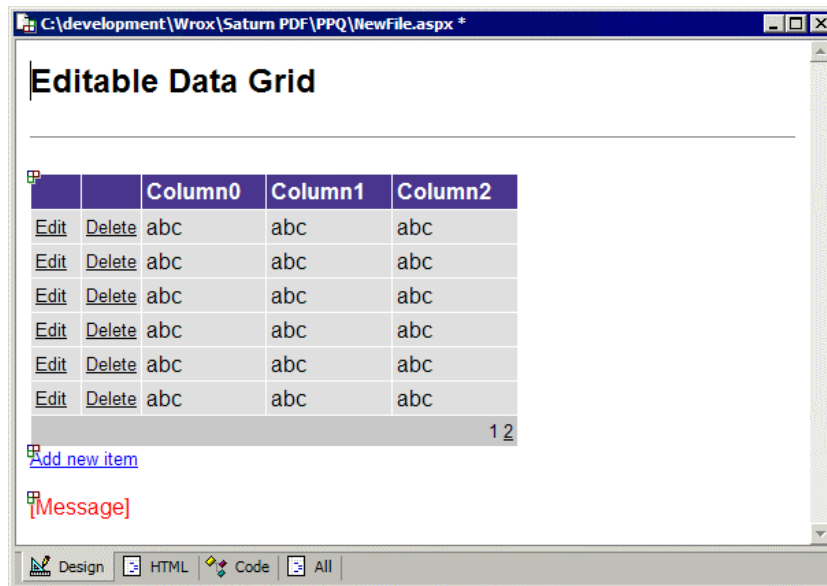 C:\development\Wrox\Saturn PDF\PPQ\NewFile.aspx *
Editable Data Grid
Column0 Column1 Column2
Edit Delete abc abc abc
Edit Delete abc abc abc
Edit Delete abc abc abc
Edit Delete abc abc abc
Edit Delete abc abc abc
Edit Delete abc abc abc
1 2
Add new item
[Message]
Design HTML Code All